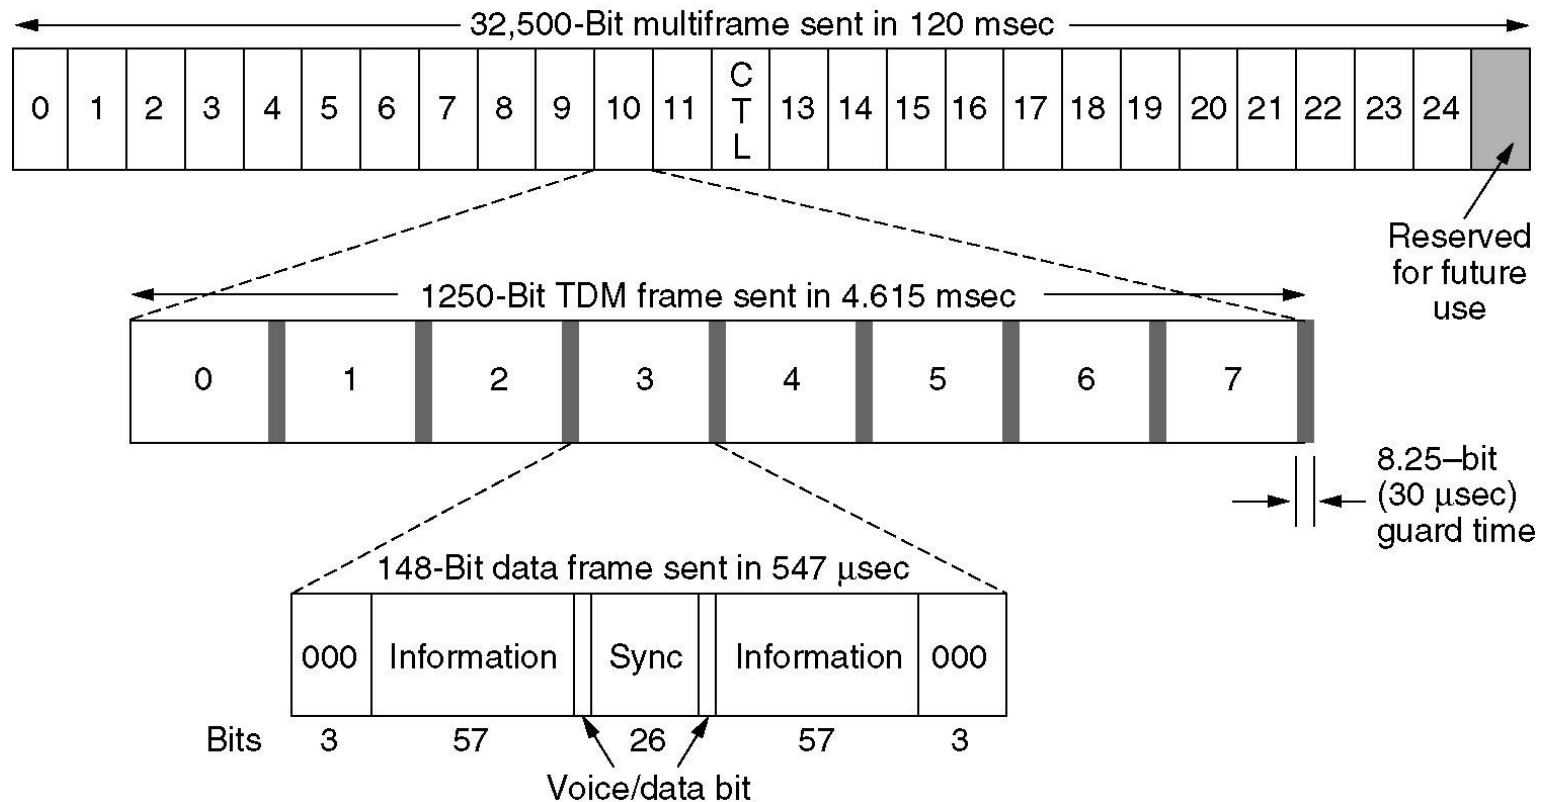 32,500-Bit multiframe sent in 120 msec
0 1 2 3 4 5 6 7 8 9 10 11 CTL 13 14 15 16 17 18 19 20 21 22 23 24
Reserved
for future
use
1250-Bit TDM frame sent in 4.615 msec
0 1 2 3 4 5 6 7
8.25–bit
(30 μsec)
guard time
148-Bit data frame sent in 547 μsec
000 Information Sync Information 000
Bits 3 57 26 57 3
Voice/data bit